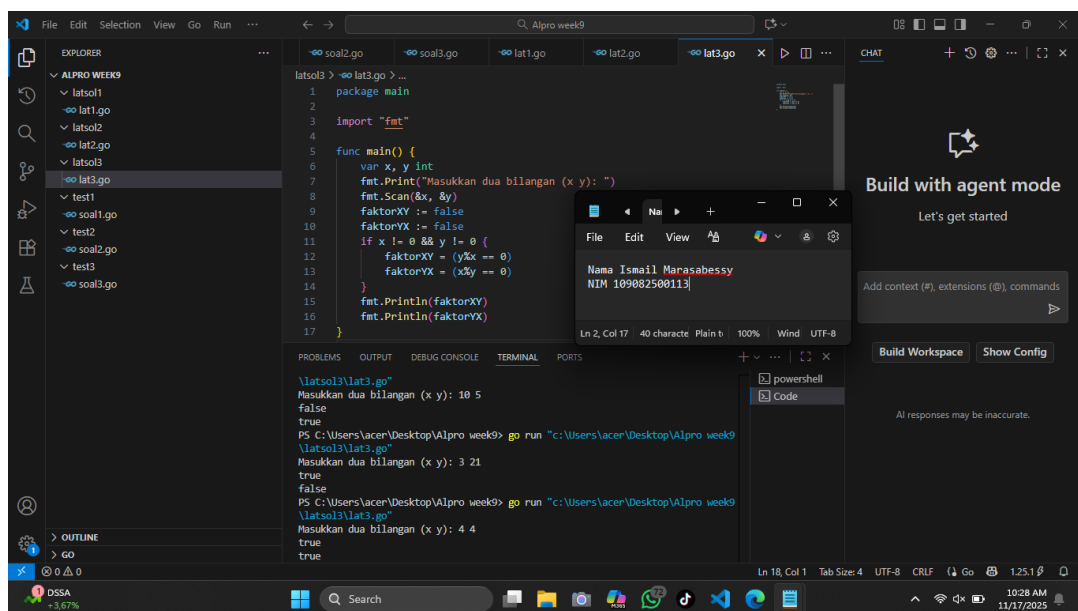 File Edit Selection View Go Run ···
Alpro week9
EXPLORER ···
ALPRO WEEK9
latsol1
lat1.go
latsol2
lat2.go
latsol3
lat3.go
test1
soal1.go
test2
soal2.go
test3
soal3.go
OUTLINE
GO
soal2.go soal3.go lat1.go lat2.go lat3.go
latsol3 > lat3.go > ...
1 package main
2
3 import "fmt"
4
5 func main() {
6 var x, y int
7 fmt.Print("Masukkan dua bilangan (x y): ")
8 fmt.Scan(&x, &y)
9 faktorXY := false
10 faktorYX := false
11 if x != 0 && y != 0 {
12 faktorXY = (y%x == 0)
13 faktorYX = (x%y == 0)
14 }
15 fmt.Println(faktorXY)
16 fmt.Println(faktorYX)
17 }
Nai
File Edit View
Nama Ismail Marasabessy
NIM 109082500113
Ln 2, Col 17 40 characte Plain t 100% Wind UTF-8
PROBLEMS OUTPUT DEBUG CONSOLE TERMINAL PORTS
\latsol3\lat3.go"
Masukkan dua bilangan (x y): 10 5
false
true
PS C:\Users\acer\Desktop\Alpro week9> go run "c:\Users\acer\Desktop\Alpro week9
\latsol3\lat3.go"
Masukkan dua bilangan (x y): 3 21
true
false
PS C:\Users\acer\Desktop\Alpro week9> go run "c:\Users\acer\Desktop\Alpro week9
\latsol3\lat3.go"
Masukkan dua bilangan (x y): 4 4
true
true
powershell
Code
CHAT
Build with agent mode
Let's get started
Add context (#), extensions (@), commands
Build Workspace Show Config
AI responses may be inaccurate.
0 0
Ln 18, Col 1 Tab Size: 4 UTF-8 CRLF Go 1.25.1
1 DSSA
+3,67%
Search
M365
73
10:28 AM
11/17/2025